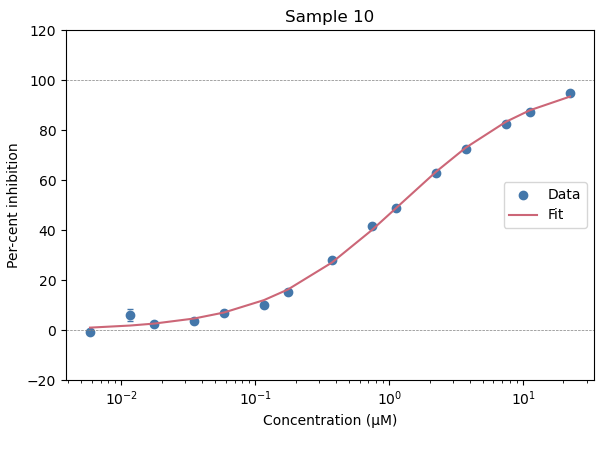 Sample 10
120
100
80
60
40
20
0
−20
Per-cent inhibition
Data
Fit
10⁻² 10⁻¹ 10⁰ 10¹
Concentration (μM)